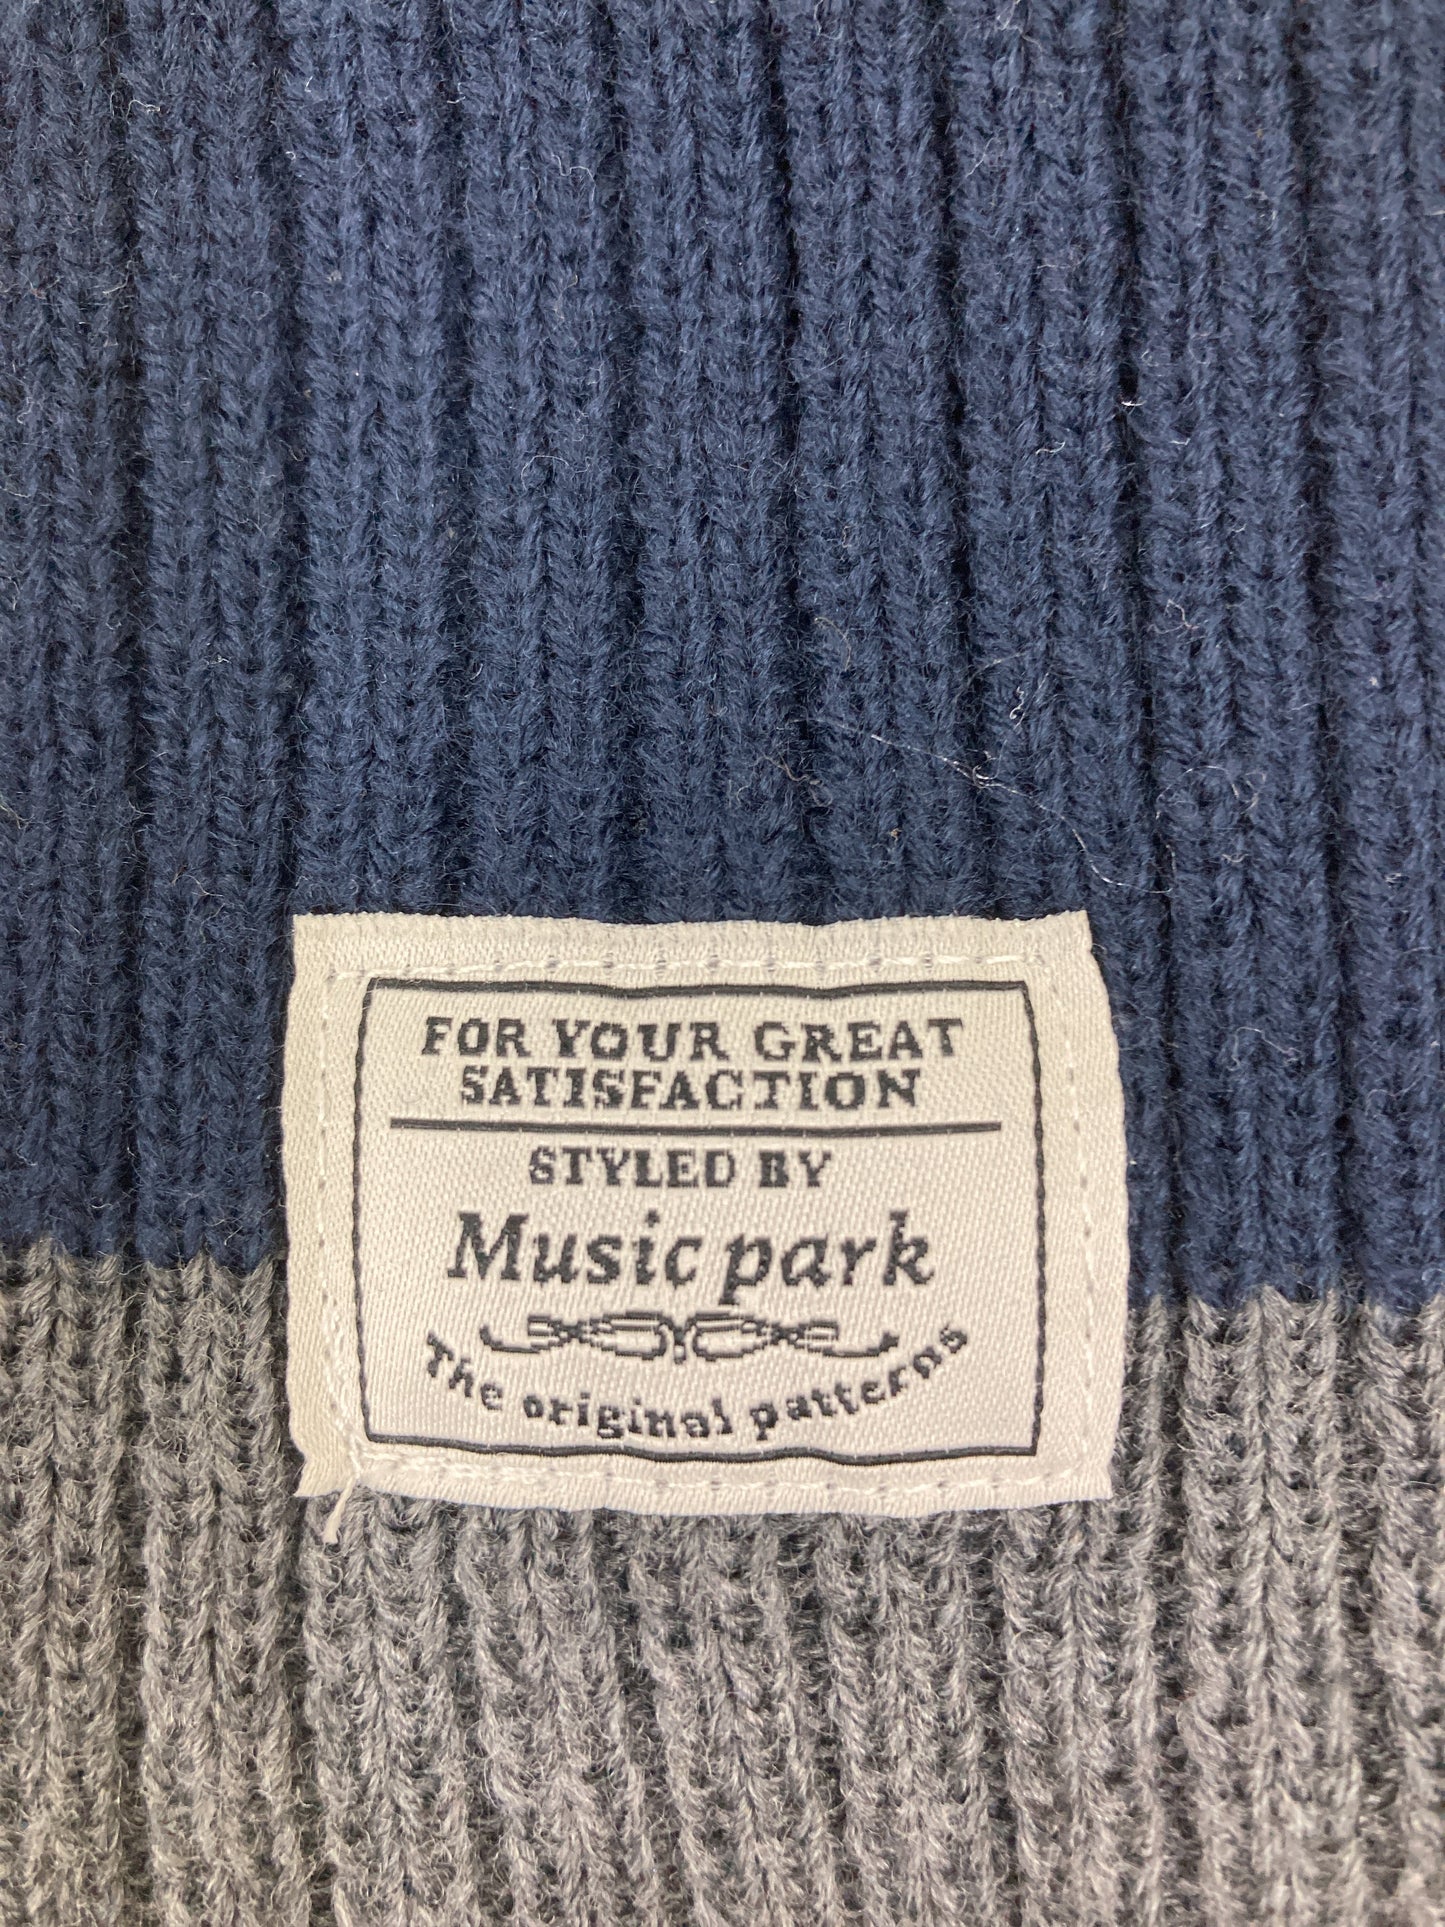 FOR YOUR GREAT
SATISFACTION
STYLED BY
Music park
The original patterns